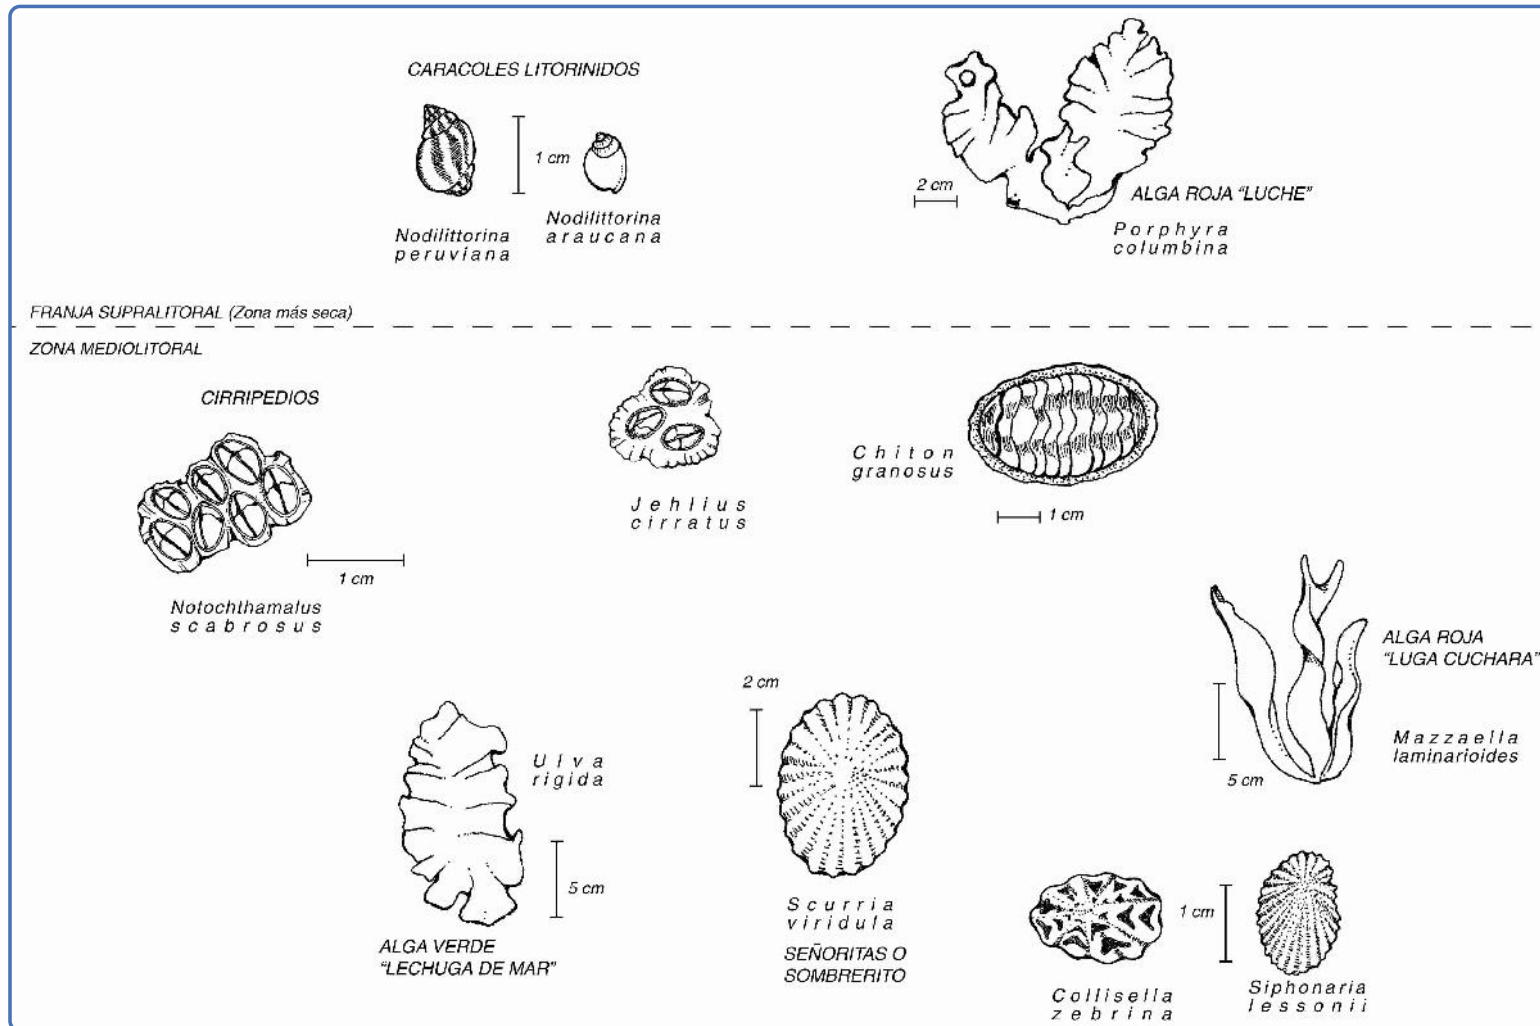 CARACOLES LITORINIDOS
1 cm
Nodilittorina
peruviana
Nodilittorina
araucana
2 cm
ALGA ROJA "LUCHE"
Porphyra
columbina
FRANJA SUPRALITORAL (Zona más seca)
ZONA MEDIOLITORAL
CIRRIPEDIOS
1 cm
Notochthamalus
scabrosus
Jehlius
cirratus
Chiton
granosus
1 cm
ALGA ROJA
"LUGA CUCHARA"
5 cm
Mazzaella
laminarioides
Ulva
rigida
5 cm
ALGA VERDE
"LECHUGA DE MAR"
2 cm
Scurria
viridula
SEÑORITAS O
SOMBRERITO
Collisella
zebrina
1 cm
Siphonaria
lessonii